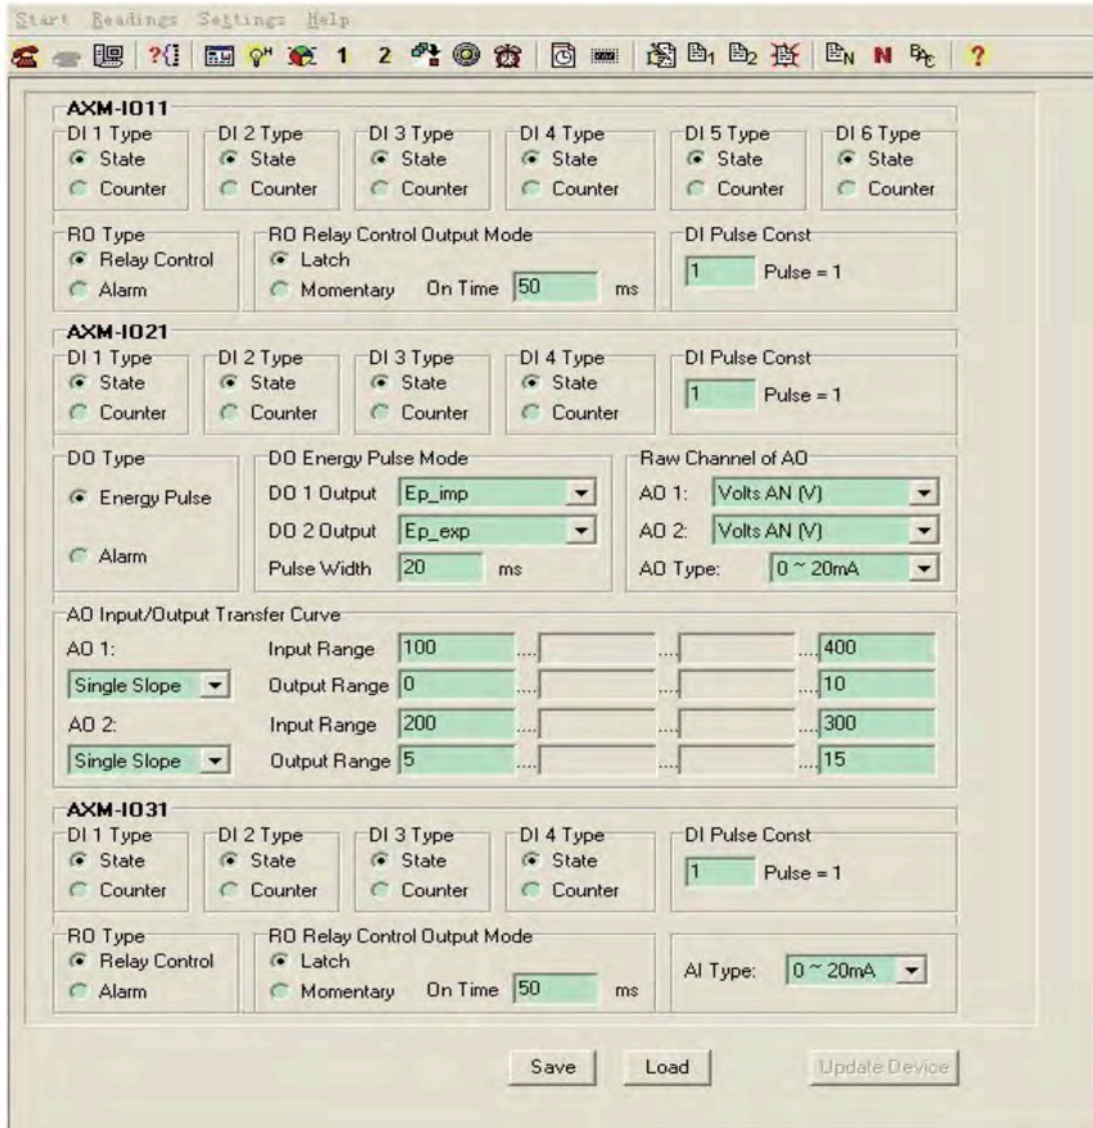 Start Readings Settings Help
?{} H 1 2 1 2 N N BAC ?
AXM-IO11
DI 1 Type DI 2 Type DI 3 Type DI 4 Type DI 5 Type DI 6 Type
State State State State State State
Counter Counter Counter Counter Counter Counter
RO Type RO Relay Control Output Mode DI Pulse Const
Relay Control Latch 1 Pulse = 1
Alarm Momentary On Time 50 ms
AXM-IO21
DI 1 Type DI 2 Type DI 3 Type DI 4 Type DI Pulse Const
State State State State 1 Pulse = 1
Counter Counter Counter Counter
DO Type DO Energy Pulse Mode Raw Channel of AO
Energy Pulse DO 1 Output Ep_imp AO 1: Volts AN (V)
DO 2 Output Ep_exp AO 2: Volts AN (V)
Alarm Pulse Width 20 ms AO Type: 0 ~ 20mA
AO Input/Output Transfer Curve
AO 1: Input Range 100 .... .... ... 400
Single Slope Output Range 0 .... .... ... 10
AO 2: Input Range 200 .... .... ... 300
Single Slope Output Range 5 .... .... ... 15
AXM-IO31
DI 1 Type DI 2 Type DI 3 Type DI 4 Type DI Pulse Const
State State State State 1 Pulse = 1
Counter Counter Counter Counter
RO Type RO Relay Control Output Mode
Relay Control Latch AI Type: 0 ~ 20mA
Alarm Momentary On Time 50 ms
Save Load Update Device